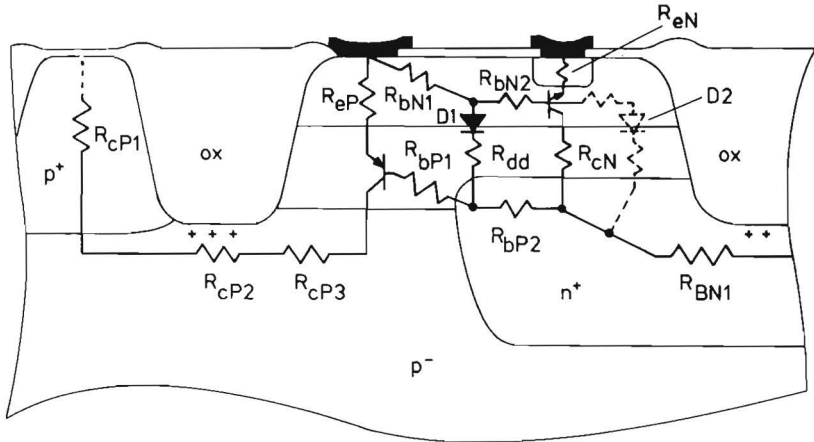 R_eN
R_bN2
R_eP
R_bN1
D1
D2
R_cP1
ox
R_bP1
R_dd
R_cN
ox
p⁺
+ + +
R_bP2
+ +
R_cP2
R_cP3
n⁺
R_BN1
p⁻